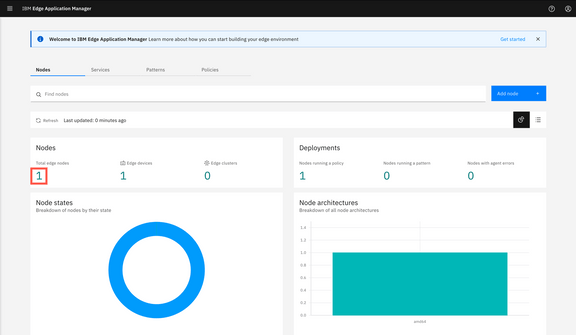 IBM Edge Application Manager
Welcome to IBM Edge Application Manager Learn more about how you can start building your edge environment
Get started
Nodes
Services
Patterns
Policies
Find nodes
Add node +
Refresh
Last updated: 0 minutes ago
Nodes
Total edge nodes
Edge devices
Edge clusters
1
1
0
Deployments
Nodes running a policy
Nodes running a pattern
Nodes with agent errors
1
0
0
Node states
Breakdown of nodes by their state
Node architectures
Breakdown of all node architectures
1.4
1.2
1.0
0.8
0.6
0.4
0.2
0.0
amd64